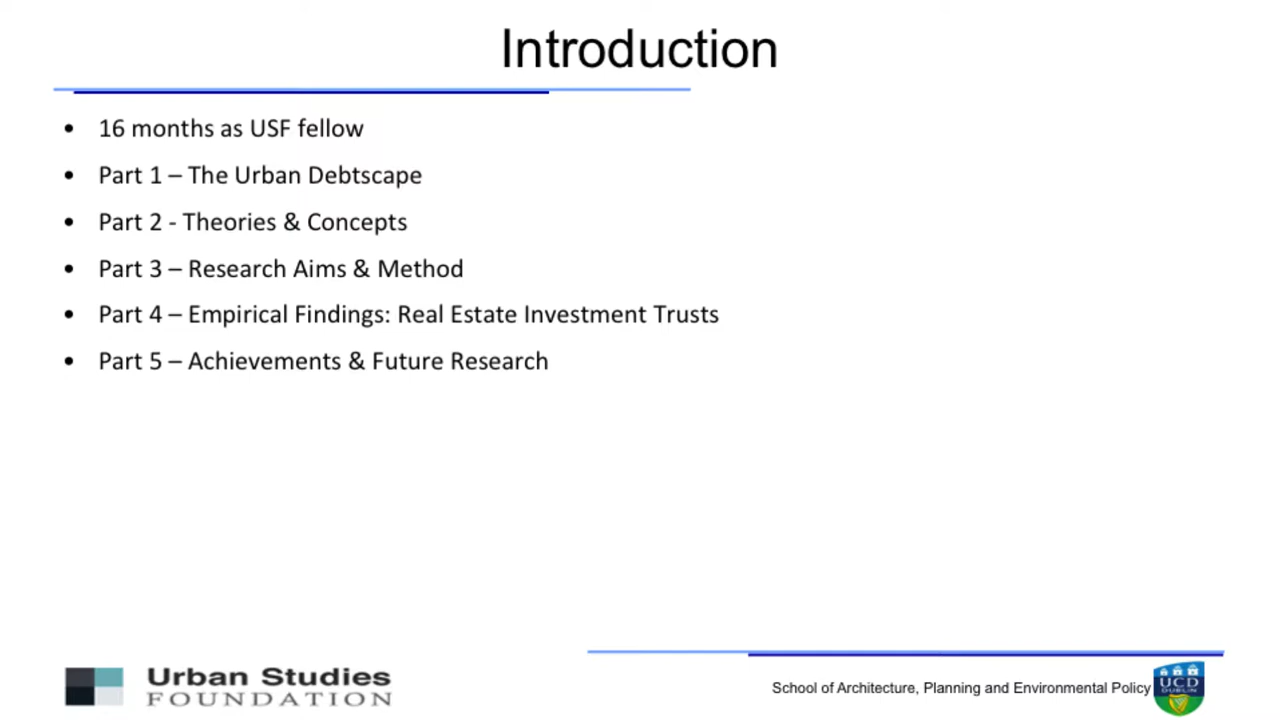 Introduction
• 16 months as USF fellow
• Part 1 – The Urban Debtscape
• Part 2 - Theories & Concepts
• Part 3 – Research Aims & Method
• Part 4 – Empirical Findings: Real Estate Investment Trusts
• Part 5 – Achievements & Future Research
Urban Studies
FOUNDATION
School of Architecture, Planning and Environmental Policy
UCD
DUBLIN